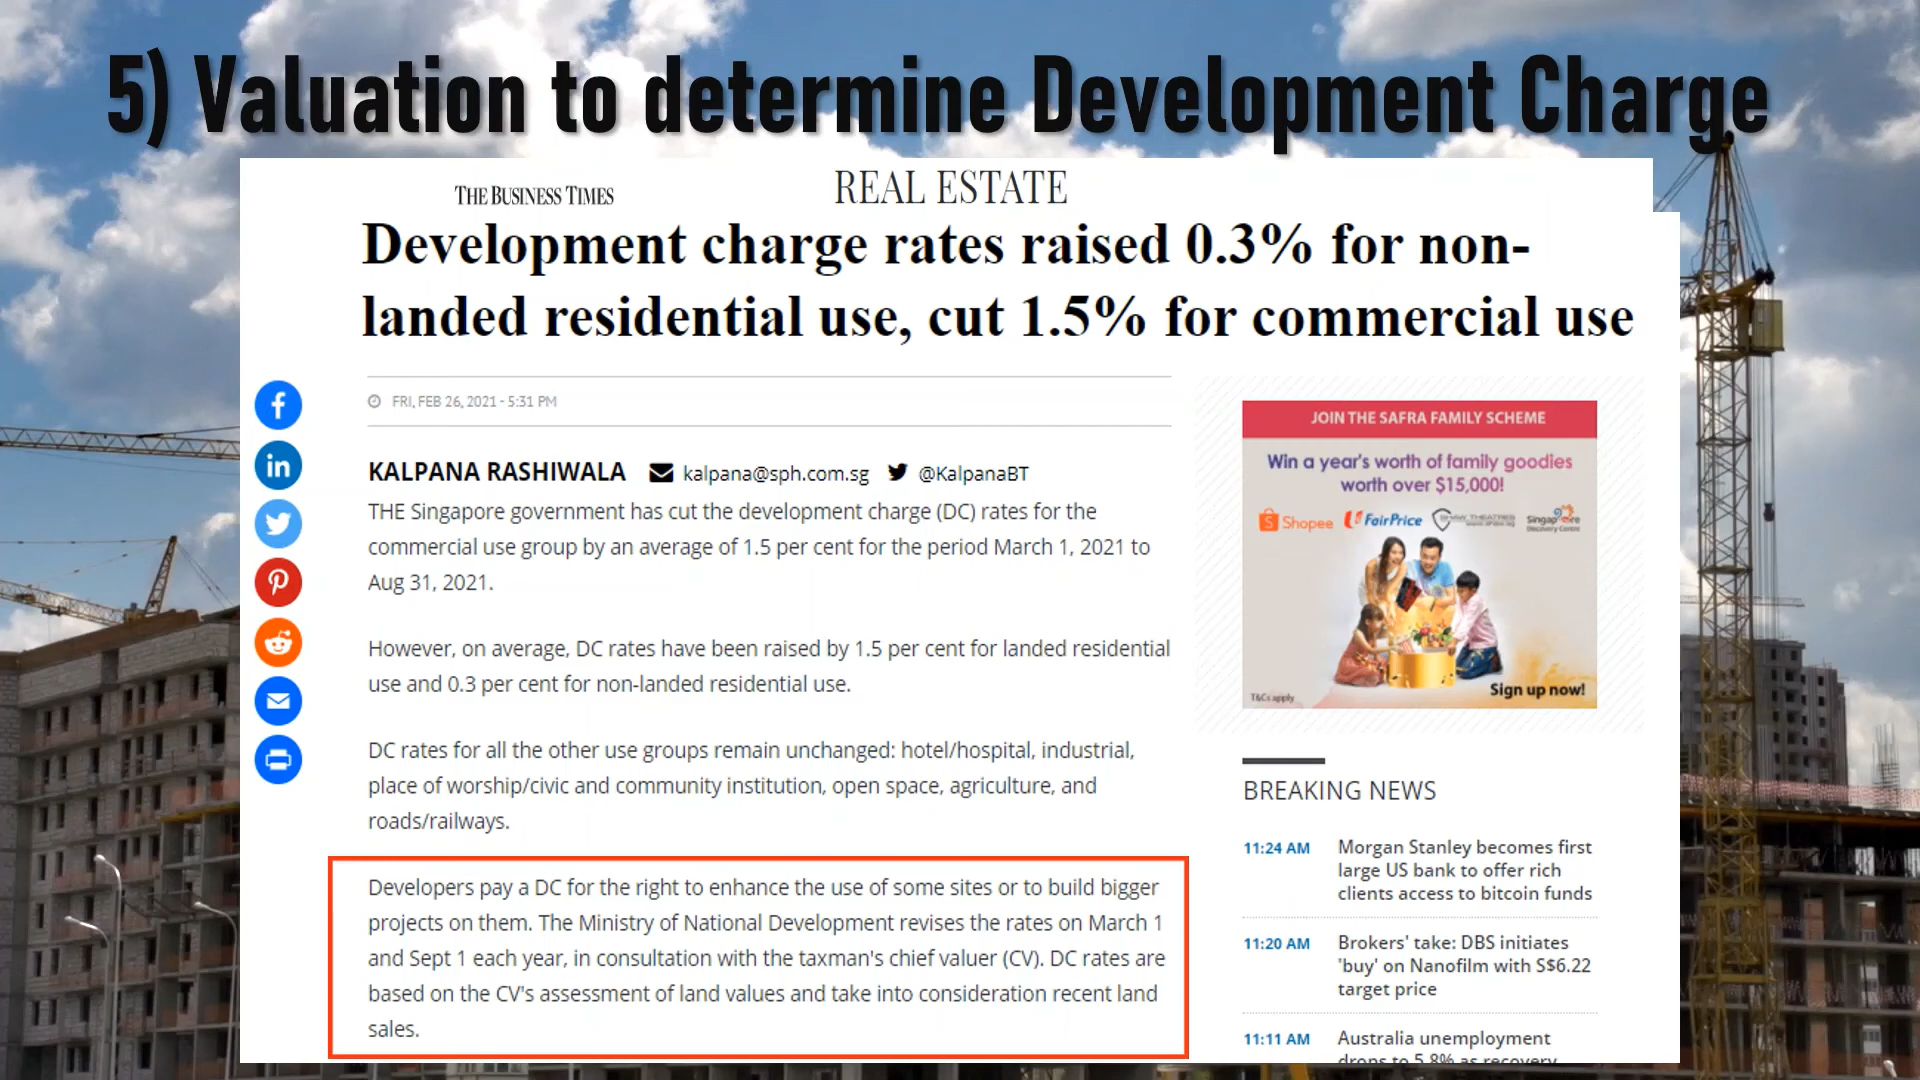 5) Valuation to determine Development Charge
THE BUSINESS TIMES
REAL ESTATE
Development charge rates raised 0.3% for non-
landed residential use, cut 1.5% for commercial use
FRI, FEB 26, 2021 - 5:31 PM
KALPANA RASHIWALA kalpana@sph.com.sg @KalpanaBT
THE Singapore government has cut the development charge (DC) rates for the
commercial use group by an average of 1.5 per cent for the period March 1, 2021 to
Aug 31, 2021.
However, on average, DC rates have been raised by 1.5 per cent for landed residential
use and 0.3 per cent for non-landed residential use.
DC rates for all the other use groups remain unchanged: hotel/hospital, industrial,
place of worship/civic and community institution, open space, agriculture, and
roads/railways.
Developers pay a DC for the right to enhance the use of some sites or to build bigger
projects on them. The Ministry of National Development revises the rates on March 1
and Sept 1 each year, in consultation with the taxman's chief valuer (CV). DC rates are
based on the CV's assessment of land values and take into consideration recent land
sales.
JOIN THE SAFRA FAMILY SCHEME
Win a year's worth of family goodies
worth over $15,000!
Shopee FairPrice SHAW THEATRES Singapore
Discovery Centre
Sign up now!
T&Cs apply
BREAKING NEWS
11:24 AM Morgan Stanley becomes first
large US bank to offer rich
clients access to bitcoin funds
11:20 AM Brokers' take: DBS initiates
'buy' on Nanofilm with S$6.22
target price
11:11 AM Australia unemployment
drops to 5.8% as recovery